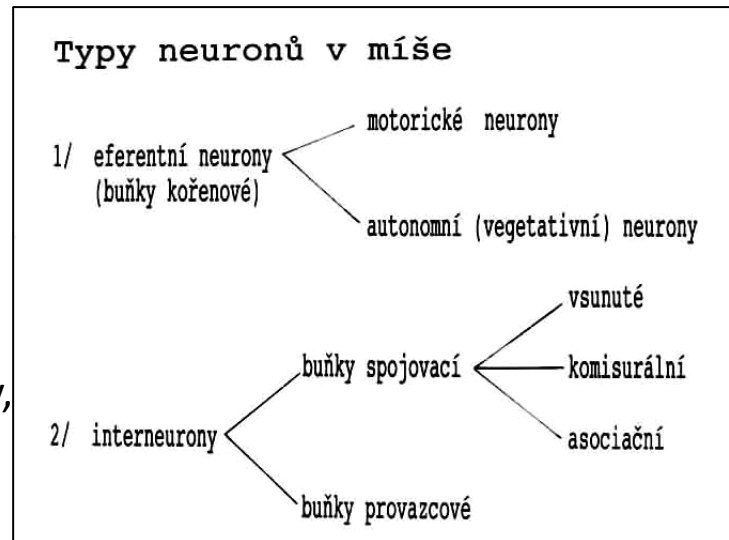 Typy neuronů v míše
motorické neurony
1/ eferentní neurony
(buňky kořenové)
autonomní (vegetativní) neurony
vsunuté
buňky spojovací
komisurální
asociační
2/ interneurony
buňky provazcové